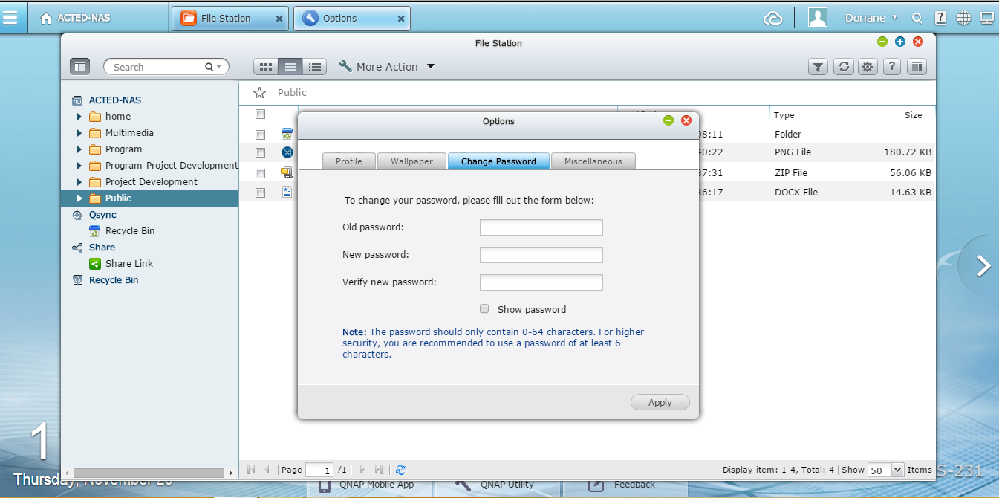 ACTED-NAS File Station Options Doriane
File Station
Search More Action
ACTED-NAS
home
Multimedia
Program
Program-Project Development
Project Development
Public
Qsync
Recycle Bin
Share
Share Link
Recycle Bin
Public
Type Size
08:11 Folder
40:22 PNG File 180.72 KB
37:31 ZIP File 56.06 KB
36:17 DOCX File 14.63 KB
Options
Profile Wallpaper Change Password Miscellaneous
To change your password, please fill out the form below:
Old password:
New password:
Verify new password:
Show password
Note: The password should only contain 0-64 characters. For higher
security, you are recommended to use a password of at least 6
characters.
Apply
Page 1 /1 Display item: 1-4, Total: 4 Show 50 Items
1
Thursday, November 26
S-231
QNAP Mobile App QNAP Utility Feedback